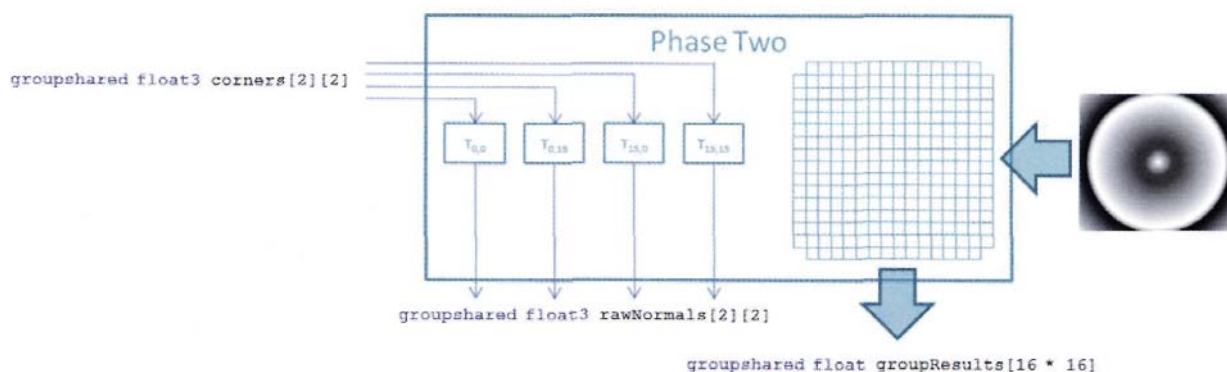 Phase Two
groupshared float3 corners[2][2]
T0,0
T0,15
T15,0
T15,15
groupshared float3 rawNormals[2][2]
groupshared float groupResults[16 * 16]